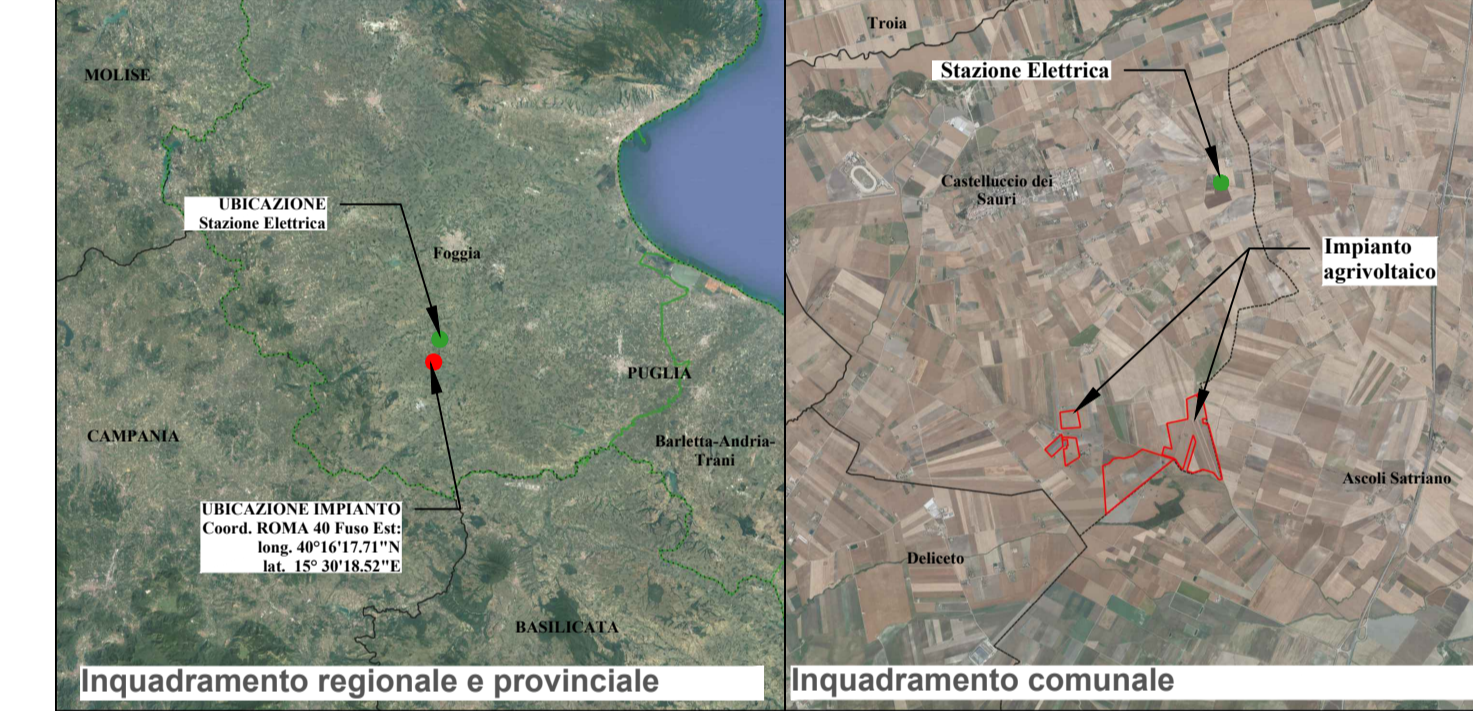 MOLISE
UBICAZIONE
Stazione Elettrica
Foggia
PUGLIA
CAMPANIA
Barletta-Andria-
Trani
UBICAZIONE IMPIANTO
Coord. ROMA 40 Fuso Est:
long. 40°16'17.71"N
lat. 15° 30'18.52"E
BASILICATA
Inquadramento regionale e provinciale
Troia
Stazione Elettrica
Castelluccio dei
Sauri
Impianto
agrivoltaico
Ascoli Satriano
Deliceto
Inquadramento comunale